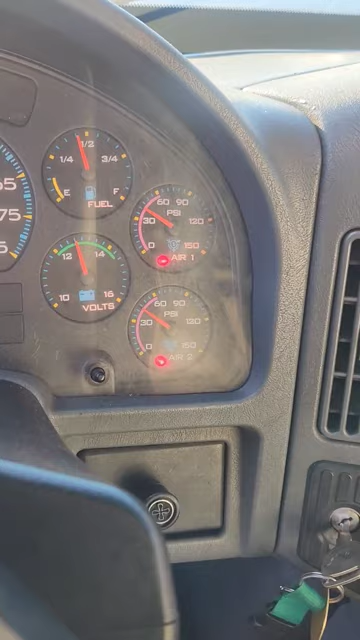 1/2
1/4 3/4
E F
FUEL
65
75
5
60 90
PSI
30 120
0 150
AIR 1
12 14
10 16
VOLTS
60 90
PSI
30 120
0 150
AIR 2